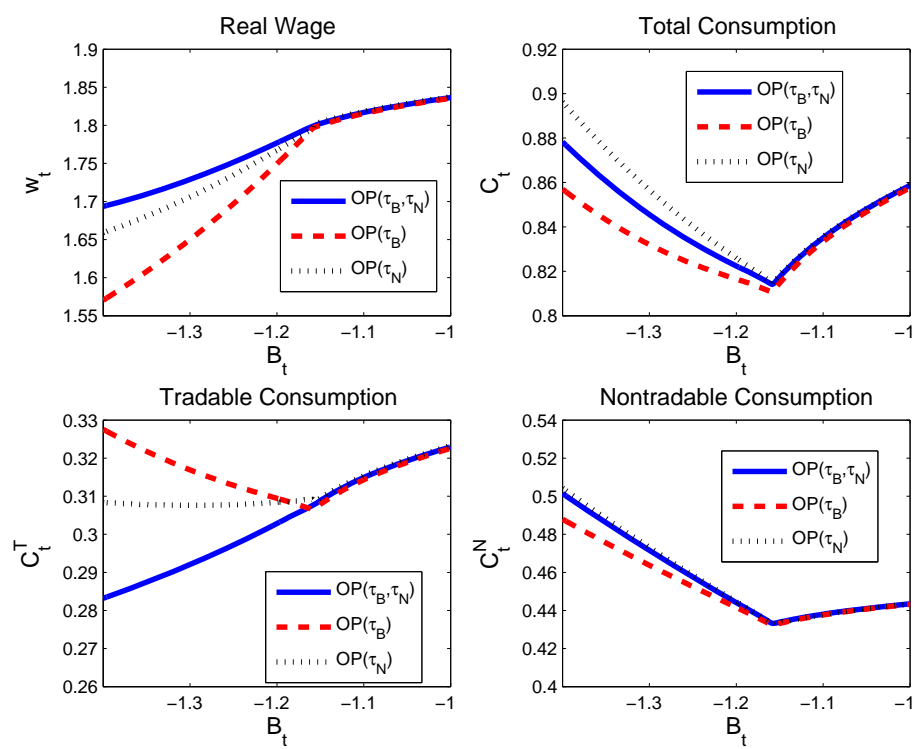 Real Wage
1.9
1.85
1.8
1.75
1.7
1.65
1.6
1.55
w_t
OP(τ_B,τ_N)
OP(τ_B)
OP(τ_N)
−1.3 −1.2 −1.1 −1
B_t
Total Consumption
0.92
0.9
0.88
0.86
0.84
0.82
0.8
C_t
OP(τ_B,τ_N)
OP(τ_B)
OP(τ_N)
−1.3 −1.2 −1.1 −1
B_t
Tradable Consumption
0.33
0.32
0.31
0.3
0.29
0.28
0.27
0.26
C_t^T
OP(τ_B,τ_N)
OP(τ_B)
OP(τ_N)
−1.3 −1.2 −1.1 −1
B_t
Nontradable Consumption
0.54
0.52
0.5
0.48
0.46
0.44
0.42
0.4
C_t^N
OP(τ_B,τ_N)
OP(τ_B)
OP(τ_N)
−1.3 −1.2 −1.1 −1
B_t